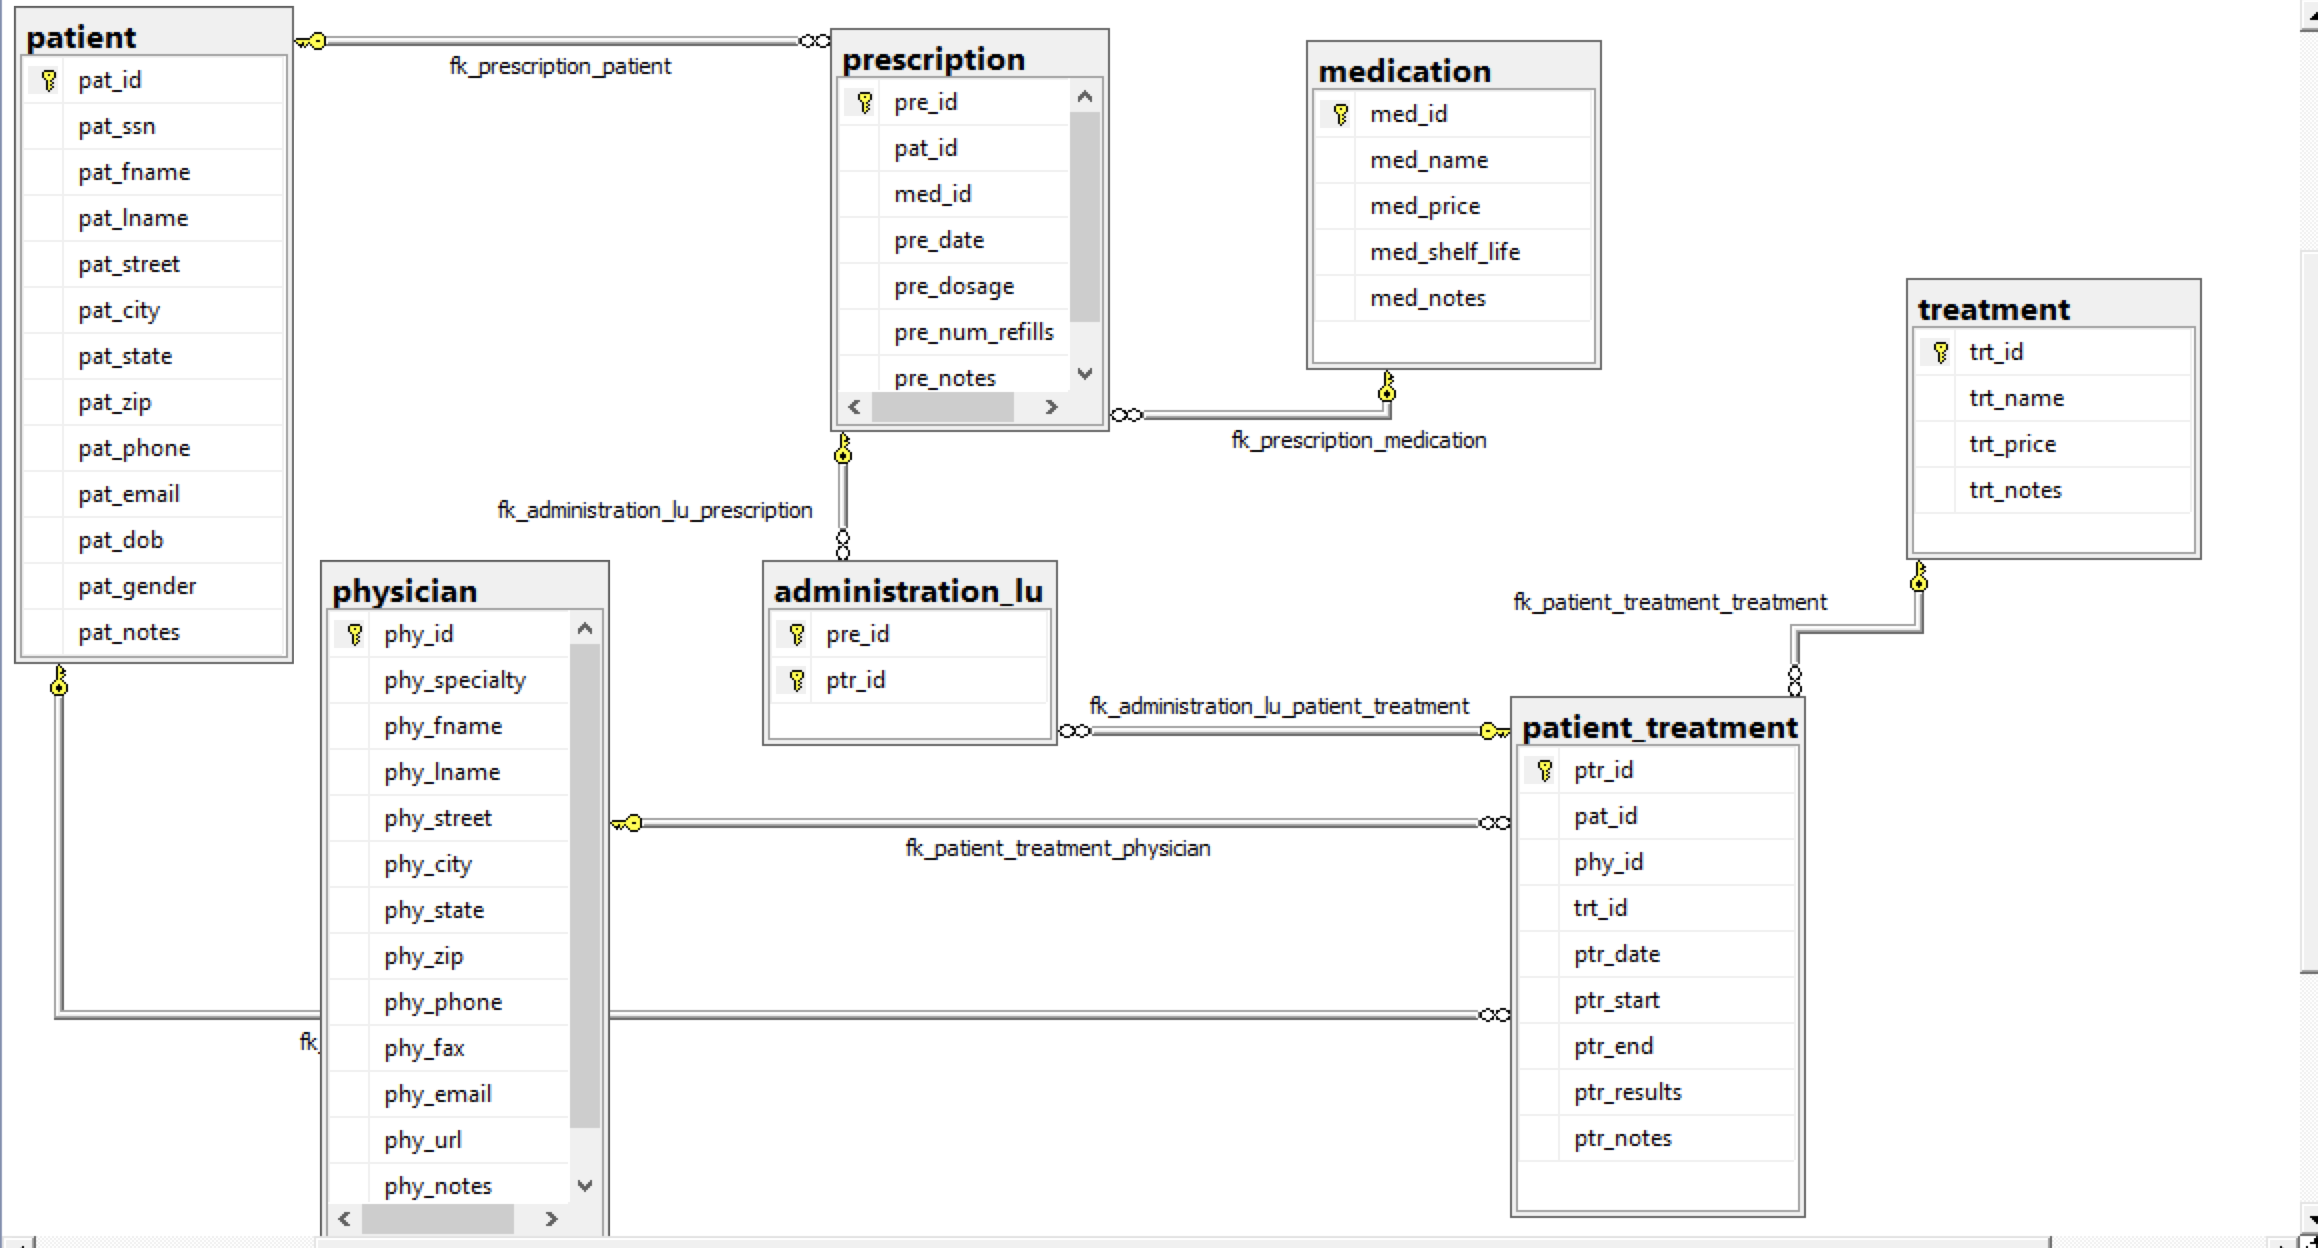 patient
pat_id
pat_ssn
pat_fname
pat_lname
pat_street
pat_city
pat_state
pat_zip
pat_phone
pat_email
pat_dob
pat_gender
pat_notes
fk_prescription_patient
prescription
pre_id
pat_id
med_id
pre_date
pre_dosage
pre_num_refills
pre_notes
medication
med_id
med_name
med_price
med_shelf_life
med_notes
fk_prescription_medication
treatment
trt_id
trt_name
trt_price
trt_notes
fk_administration_lu_prescription
physician
phy_id
phy_specialty
phy_fname
phy_lname
phy_street
phy_city
phy_state
phy_zip
phy_phone
phy_fax
phy_email
phy_url
phy_notes
administration_lu
pre_id
ptr_id
fk_patient_treatment_treatment
fk_administration_lu_patient_treatment
fk_patient_treatment_physician
patient_treatment
ptr_id
pat_id
phy_id
trt_id
ptr_date
ptr_start
ptr_end
ptr_results
ptr_notes
fk_